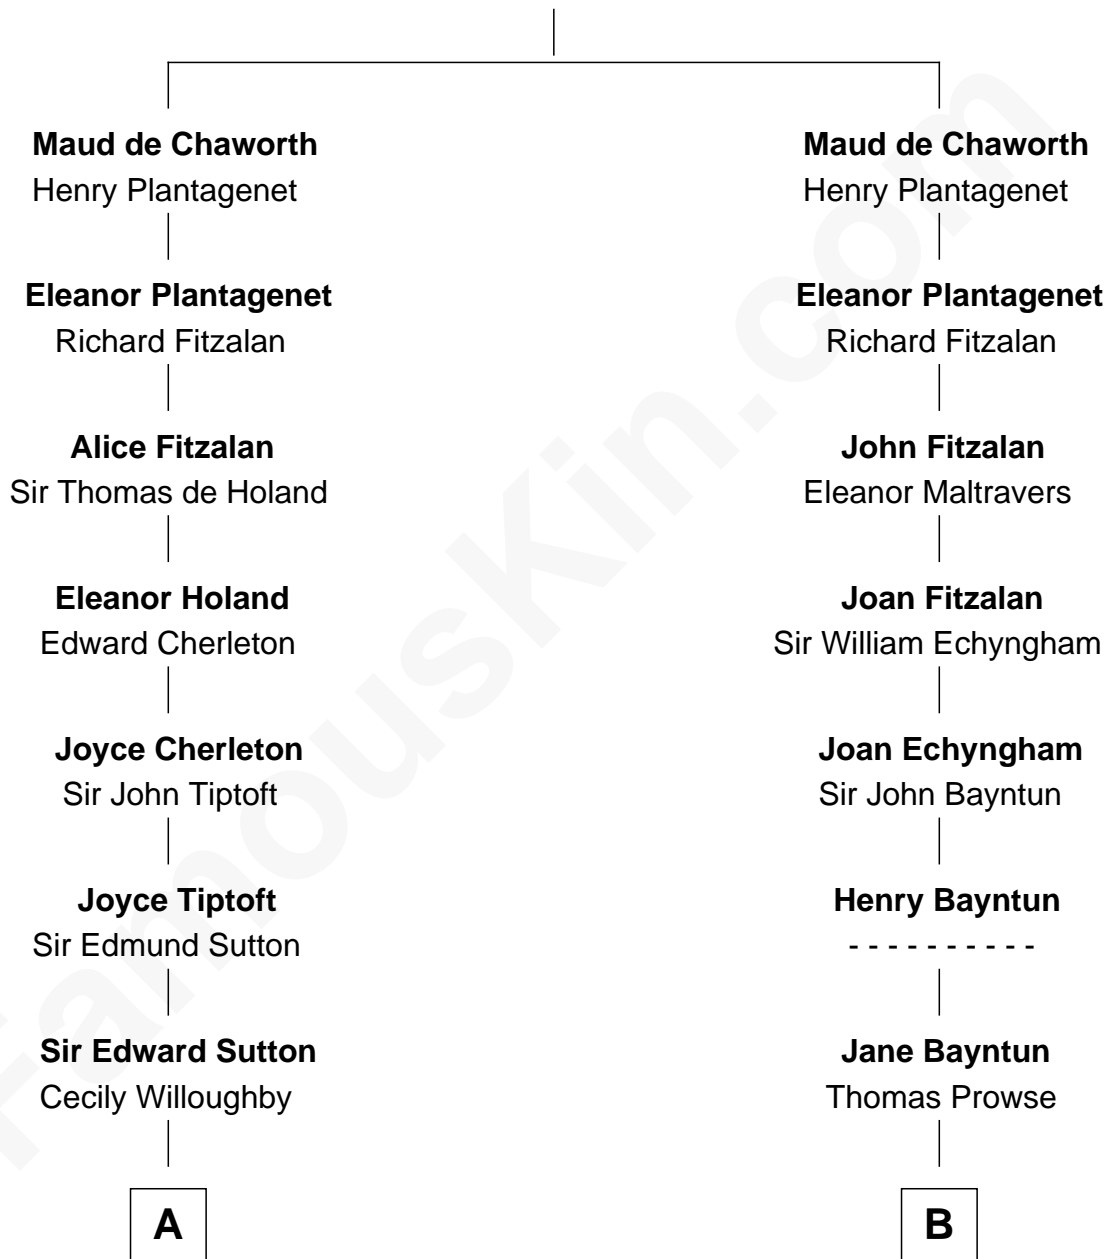 Maud de Chaworth
Henry Plantagenet
Eleanor Plantagenet
Richard Fitzalan
Alice Fitzalan
Sir Thomas de Holand
Eleanor Holand
Edward Cherleton
Joyce Cherleton
Sir John Tiptoft
Joyce Tiptoft
Sir Edmund Sutton
Sir Edward Sutton
Cecily Willoughby
A
Maud de Chaworth
Henry Plantagenet
Eleanor Plantagenet
Richard Fitzalan
John Fitzalan
Eleanor Maltravers
Joan Fitzalan
Sir William Echyngham
Joan Echyngham
Sir John Bayntun
Henry Bayntun
- - - - - - - - - -
Jane Bayntun
Thomas Prowse
B
FamousKin.com